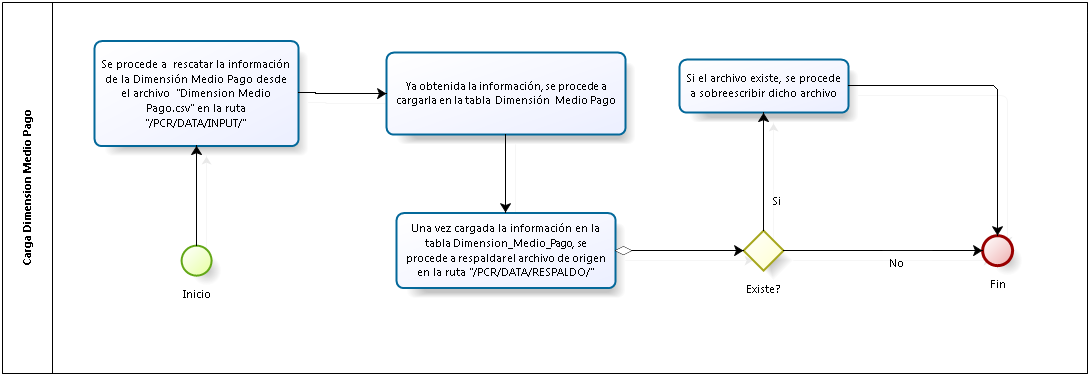 Carga Dimension Medio Pago
Se procede a rescatar la información
de la Dimensión Medio Pago desde
el archivo "Dimension Medio
Pago.csv" en la ruta
"/PCR/DATA/INPUT/"
Ya obtenida la información, se procede a
cargarla en la tabla Dimensión Medio Pago
Si el archivo existe, se procede
a sobreescribir dicho archivo
Una vez cargada la información en la
tabla Dimension_Medio_Pago, se
procede a respaldarel archivo de origen
en la ruta "/PCR/DATA/RESPALDO/"
Si
No
Inicio
Existe?
Fin